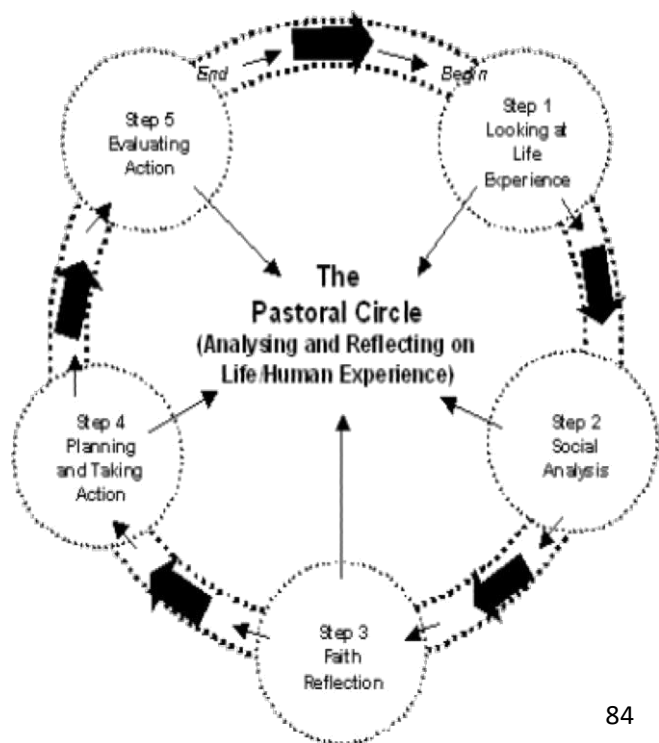 End
Begin
Step 1
Looking at
Life
Experience
Step 5
Evaluating
Action
The
Pastoral Circle
(Analysing and Reflecting on
Life/Human Experience)
Step 2
Social
Analysis
Step 4
Planning
and Taking
Action
Step 3
Faith
Reflection
84